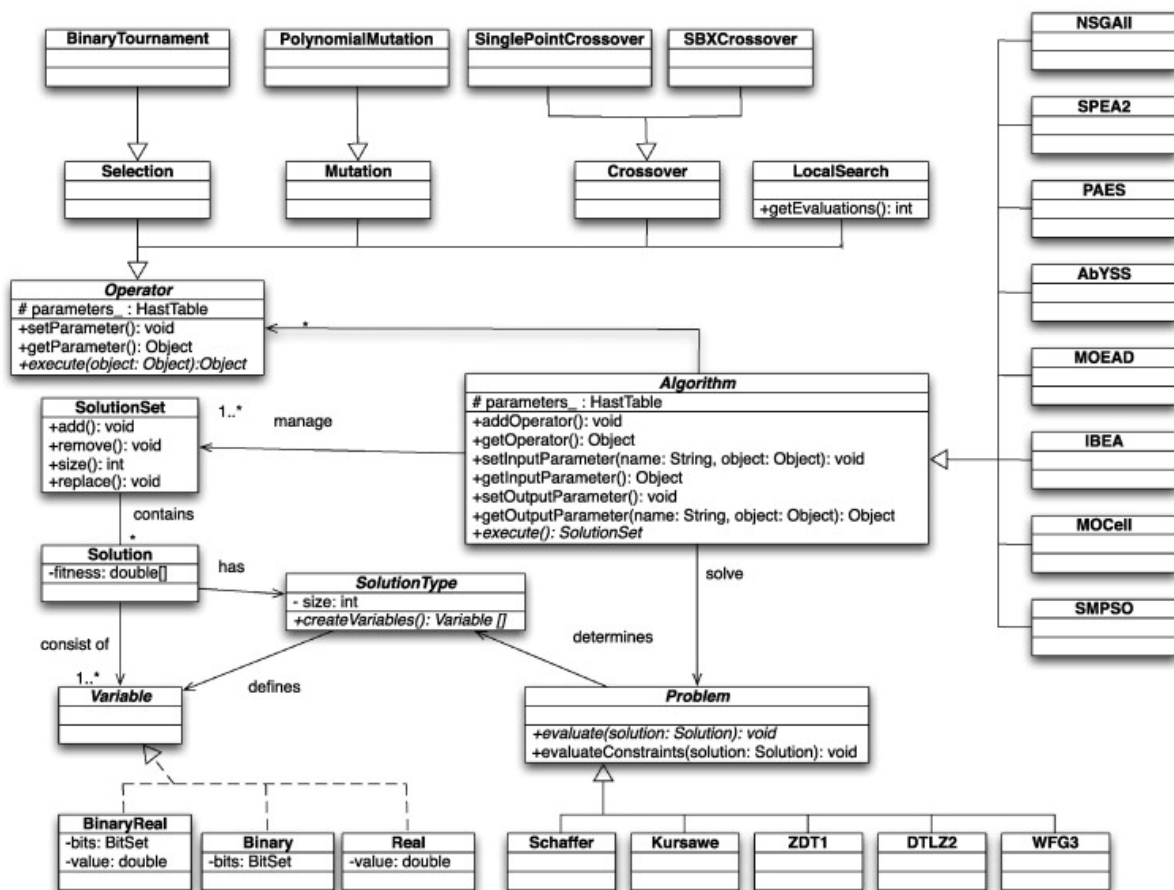 BinaryTournament
PolynomialMutation
SinglePointCrossover
SBXCrossover
NSGAII
SPEA2
PAES
AbYSS
MOEAD
IBEA
MOCell
SMPSO
Selection
Mutation
Crossover
LocalSearch
+getEvaluations(): int
Operator
# parameters_ : HastTable
+setParameter(): void
+getParameter(): Object
+execute(object: Object):Object
*
Algorithm
# parameters_ : HastTable
+addOperator(): void
+getOperator(): Object
+setInputParameter(name: String, object: Object): void
+getInputParameter(): Object
+setOutputParameter(): void
+getOutputParameter(name: String, object: Object): Object
+execute(): SolutionSet
SolutionSet
+add(): void
+remove(): void
+size(): int
+replace(): void
1..*
manage
contains
*
Solution
-fitness: double[]
has
SolutionType
- size: int
+createVariables(): Variable []
solve
determines
consist of
1..*
defines
Variable
Problem
+evaluate(solution: Solution): void
+evaluateConstraints(solution: Solution): void
BinaryReal
-bits: BitSet
-value: double
Binary
-bits: BitSet
Real
-value: double
Schaffer
Kursawe
ZDT1
DTLZ2
WFG3